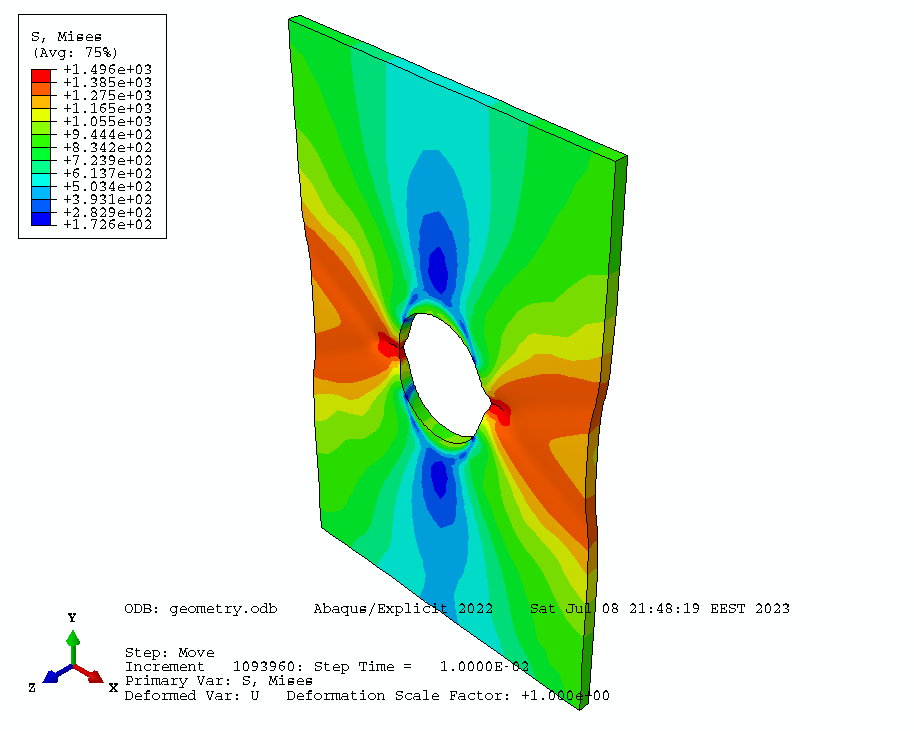 S, Mises
(Avg: 75%)
+1.496e+03
+1.385e+03
+1.275e+03
+1.165e+03
+1.055e+03
+9.444e+02
+8.342e+02
+7.239e+02
+6.137e+02
+5.034e+02
+3.931e+02
+2.829e+02
+1.726e+02
ODB: geometry.odb Abaqus/Explicit 2022 Sat Jul 08 21:48:19 EEST 2023
Y
Z
X
Step: Move
Increment 1093960: Step Time = 1.0000E-02
Primary Var: S, Mises
Deformed Var: U Deformation Scale Factor: +1.000e+00